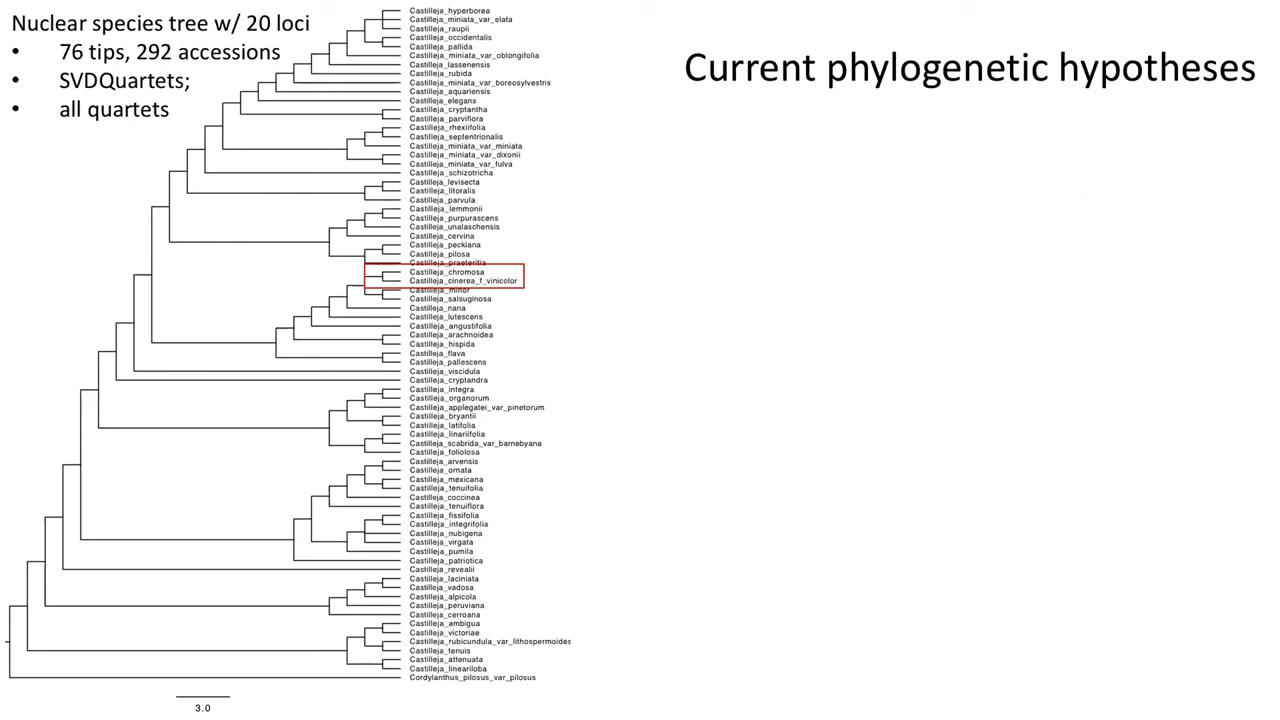 Nuclear species tree w/ 20 loci
• 76 tips, 292 accessions
• SVDQuartets;
• all quartets
Current phylogenetic hypotheses
Castilleja_hyperborea
Castilleja_miniata_var_elata
Castilleja_raupii
Castilleja_occidentalis
Castilleja_pallida
Castilleja_miniata_var_oblongifolia
Castilleja_lassenensis
Castilleja_rubida
Castilleja_miniata_var_boreosylvestris
Castilleja_aquariensis
Castilleja_elegans
Castilleja_cryptantha
Castilleja_parviflora
Castilleja_rhexiifolia
Castilleja_septentrionalis
Castilleja_miniata_var_miniata
Castilleja_miniata_var_dixonii
Castilleja_miniata_var_fulva
Castilleja_schizotricha
Castilleja_levisecta
Castilleja_litoralis
Castilleja_parvula
Castilleja_lemmonii
Castilleja_purpurascens
Castilleja_unalaschensis
Castilleja_cervina
Castilleja_peckiana
Castilleja_pilosa
Castilleja_praeteritia
Castilleja_chromosa
Castilleja_cinerea_f_vinicolor
Castilleja_minor
Castilleja_salsuginosa
Castilleja_nana
Castilleja_lutescens
Castilleja_angustifolia
Castilleja_arachnoidea
Castilleja_hispida
Castilleja_flava
Castilleja_pallescens
Castilleja_viscidula
Castilleja_cryptandra
Castilleja_integra
Castilleja_organorum
Castilleja_applegatei_var_pinetorum
Castilleja_bryantii
Castilleja_latifolia
Castilleja_linariifolia
Castilleja_scabrida_var_barnebyana
Castilleja_foliolosa
Castilleja_arvensis
Castilleja_ornata
Castilleja_mexicana
Castilleja_tenuifolia
Castilleja_coccinea
Castilleja_tenuiflora
Castilleja_fissifolia
Castilleja_integrifolia
Castilleja_nubigena
Castilleja_virgata
Castilleja_pumila
Castilleja_patriotica
Castilleja_revealii
Castilleja_laciniata
Castilleja_vadosa
Castilleja_alpicola
Castilleja_peruviana
Castilleja_cerroana
Castilleja_ambigua
Castilleja_victoriae
Castilleja_rubicundula_var_lithospermoides
Castilleja_tenuis
Castilleja_attenuata
Castilleja_lineariloba
Cordylanthus_pilosus_var_pilosus
3.0